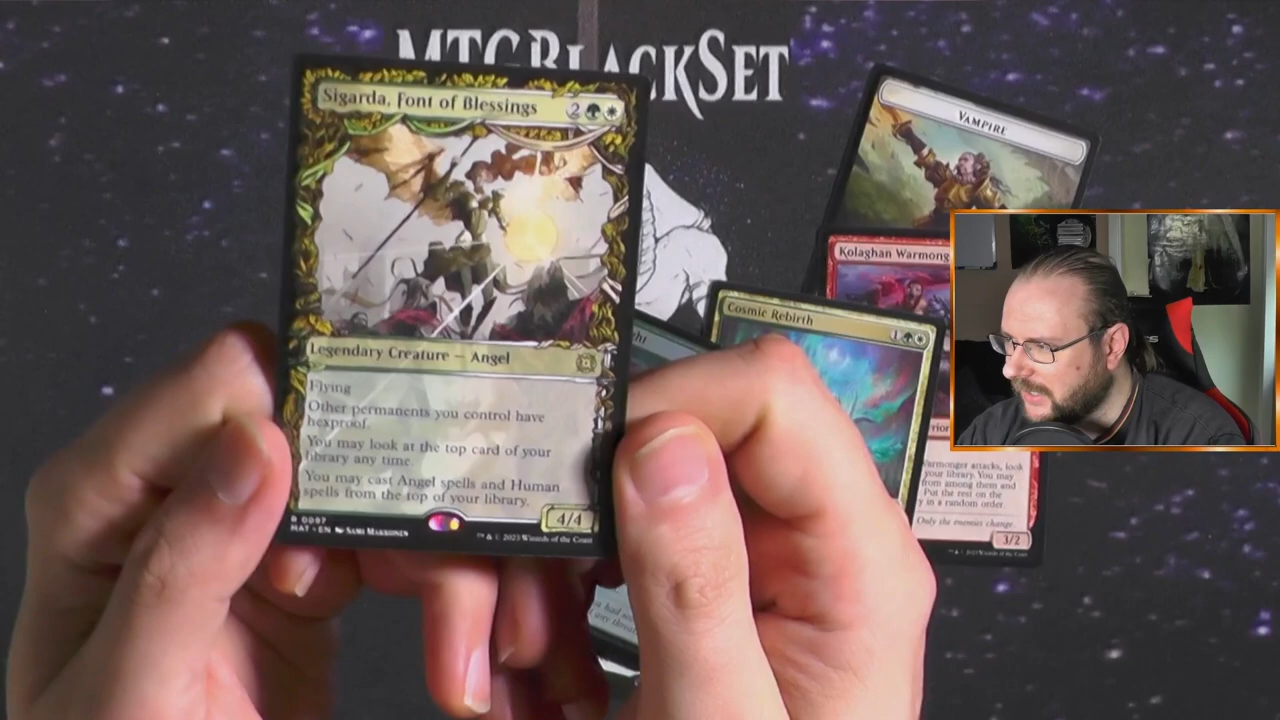 MTGBLACKSET
Sigarda, Font of Blessings 2
Legendary Creature — Angel
Flying
Other permanents you control have
hexproof.
You may look at the top card of your
library any time.
You may cast Angel spells and Human
spells from the top of your library.
4/4
R 0097
MAT • EN Sami Makkonen
™ & © 2023 Wizards of the Coast
VAMPIRE
Kolaghan Warmong
Cosmic Rebirth 1
Warmonger attacks, look
your library. You may
from among them and
Put the rest on the
y in a random order.
Only the enemies change.
3/2